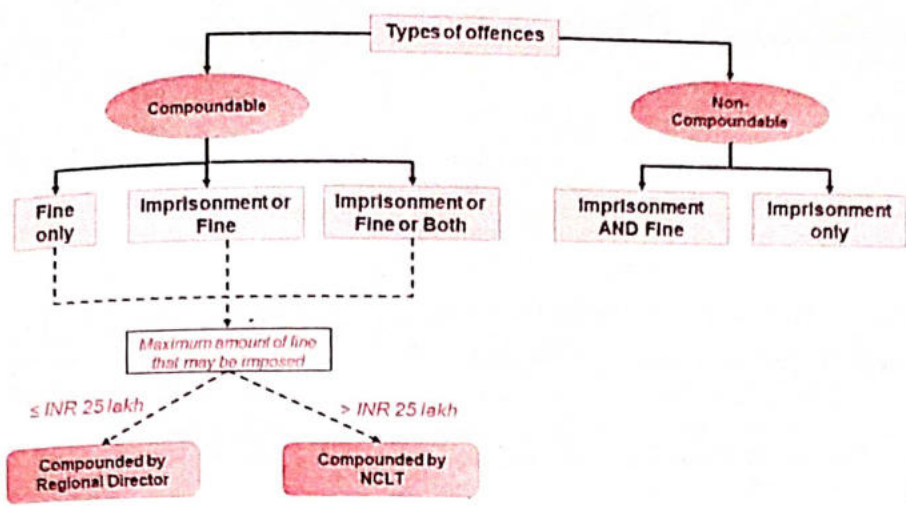 Types of offences
Compoundable
Non-
Compoundable
Fine
only
Imprisonment or
Fine
Imprisonment or
Fine or Both
Imprisonment
AND Fine
Imprisonment
only
Maximum amount of fine
that may be imposed
≤ INR 25 lakh
> INR 25 lakh
Compounded by
Regional Director
Compounded by
NCLT